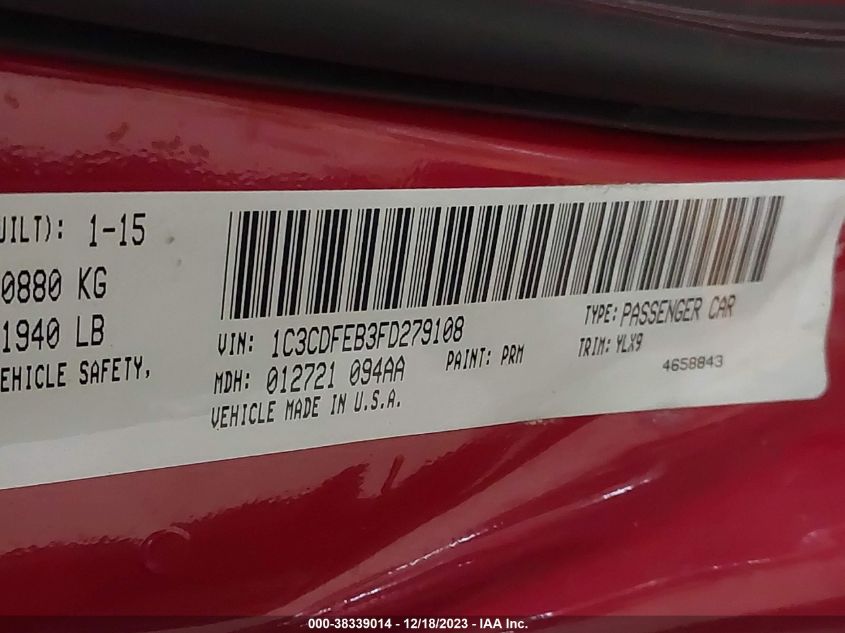 UILT): 1-15
0880 KG
1940 LB
EHICLE SAFETY,
VIN: 1C3CDFEB3FD279108
TYPE: PASSENGER CAR
MDH: 012721 094AA
PAINT: PRM
TRIM: YLX9
VEHICLE MADE IN U.S.A.
4658843
000-38339014 - 12/18/2023 - IAA Inc.